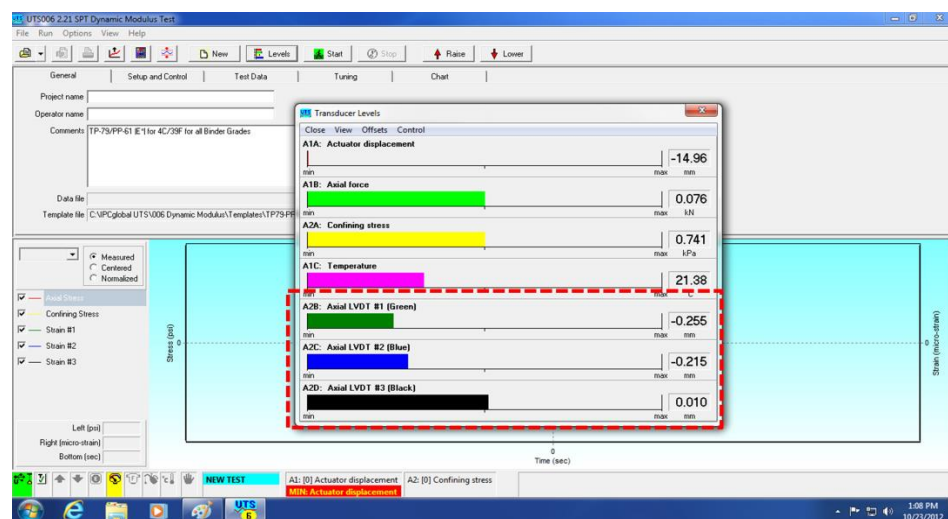 UTS006 2.21 SPT Dynamic Modulus Test
File Run Options View Help
New Levels Start Stop Raise Lower
General Setup and Control Test Data Tuning Chart
Project name
Operator name
Comments TP-79/PP-61 |E*| for 4C/39F for all Binder Grades
Data file
Template file C:\IPCglobal UTS\006 Dynamic Modulus\Templates\TP79-PP
Transducer Levels
Close View Offsets Control
A1A: Actuator displacement
-14.96
min max mm
A1B: Axial force
0.076
min max kN
A2A: Confining stress
0.741
min max kPa
A1C: Temperature
21.38
min max C
A2B: Axial LVDT #1 (Green)
-0.255
min max mm
A2C: Axial LVDT #2 (Blue)
-0.215
min max mm
A2D: Axial LVDT #3 (Black)
0.010
min max mm
Measured
Centered
Normalized
Axial Stress
Confining Stress
Strain #1
Strain #2
Strain #3
Left (psi)
Right (micro-strain)
Bottom (sec)
Stress (psi)
0
0
Strain (micro-strain)
0
Time (sec)
NEW TEST
A1: [0] Actuator displacement A2: [0] Confining stress
MIN: Actuator displacement
UTS
6
1:08 PM
10/23/2012